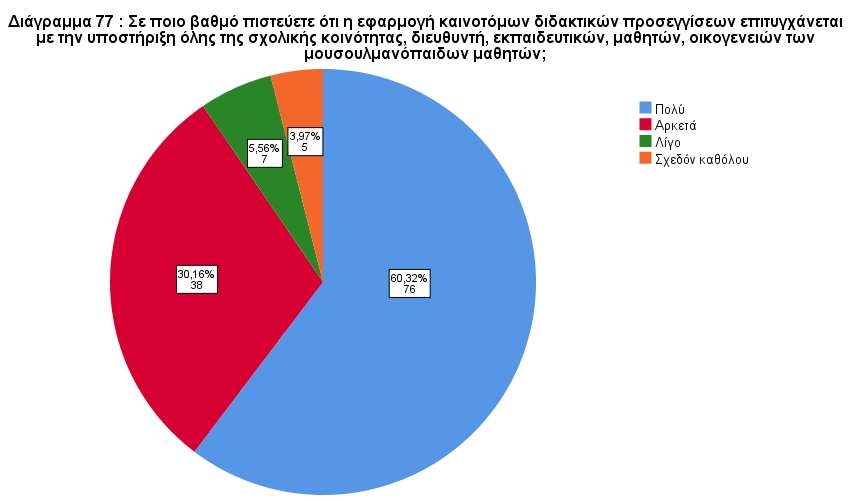 Διάγραμμα 77 : Σε ποιο βαθμό πιστεύετε ότι η εφαρμογή καινοτόμων διδακτικών προσεγγίσεων επιτυγχάνεται
με την υποστήριξη όλης της σχολικής κοινότητας, διευθυντή, εκπαιδευτικών, μαθητών, οικογενειών των
μουσουλμανόπαιδων μαθητών;
Πολύ
Αρκετά
Λίγο
Σχεδόν καθόλου
3,97%
5
5,56%
7
30,16%
38
60,32%
76